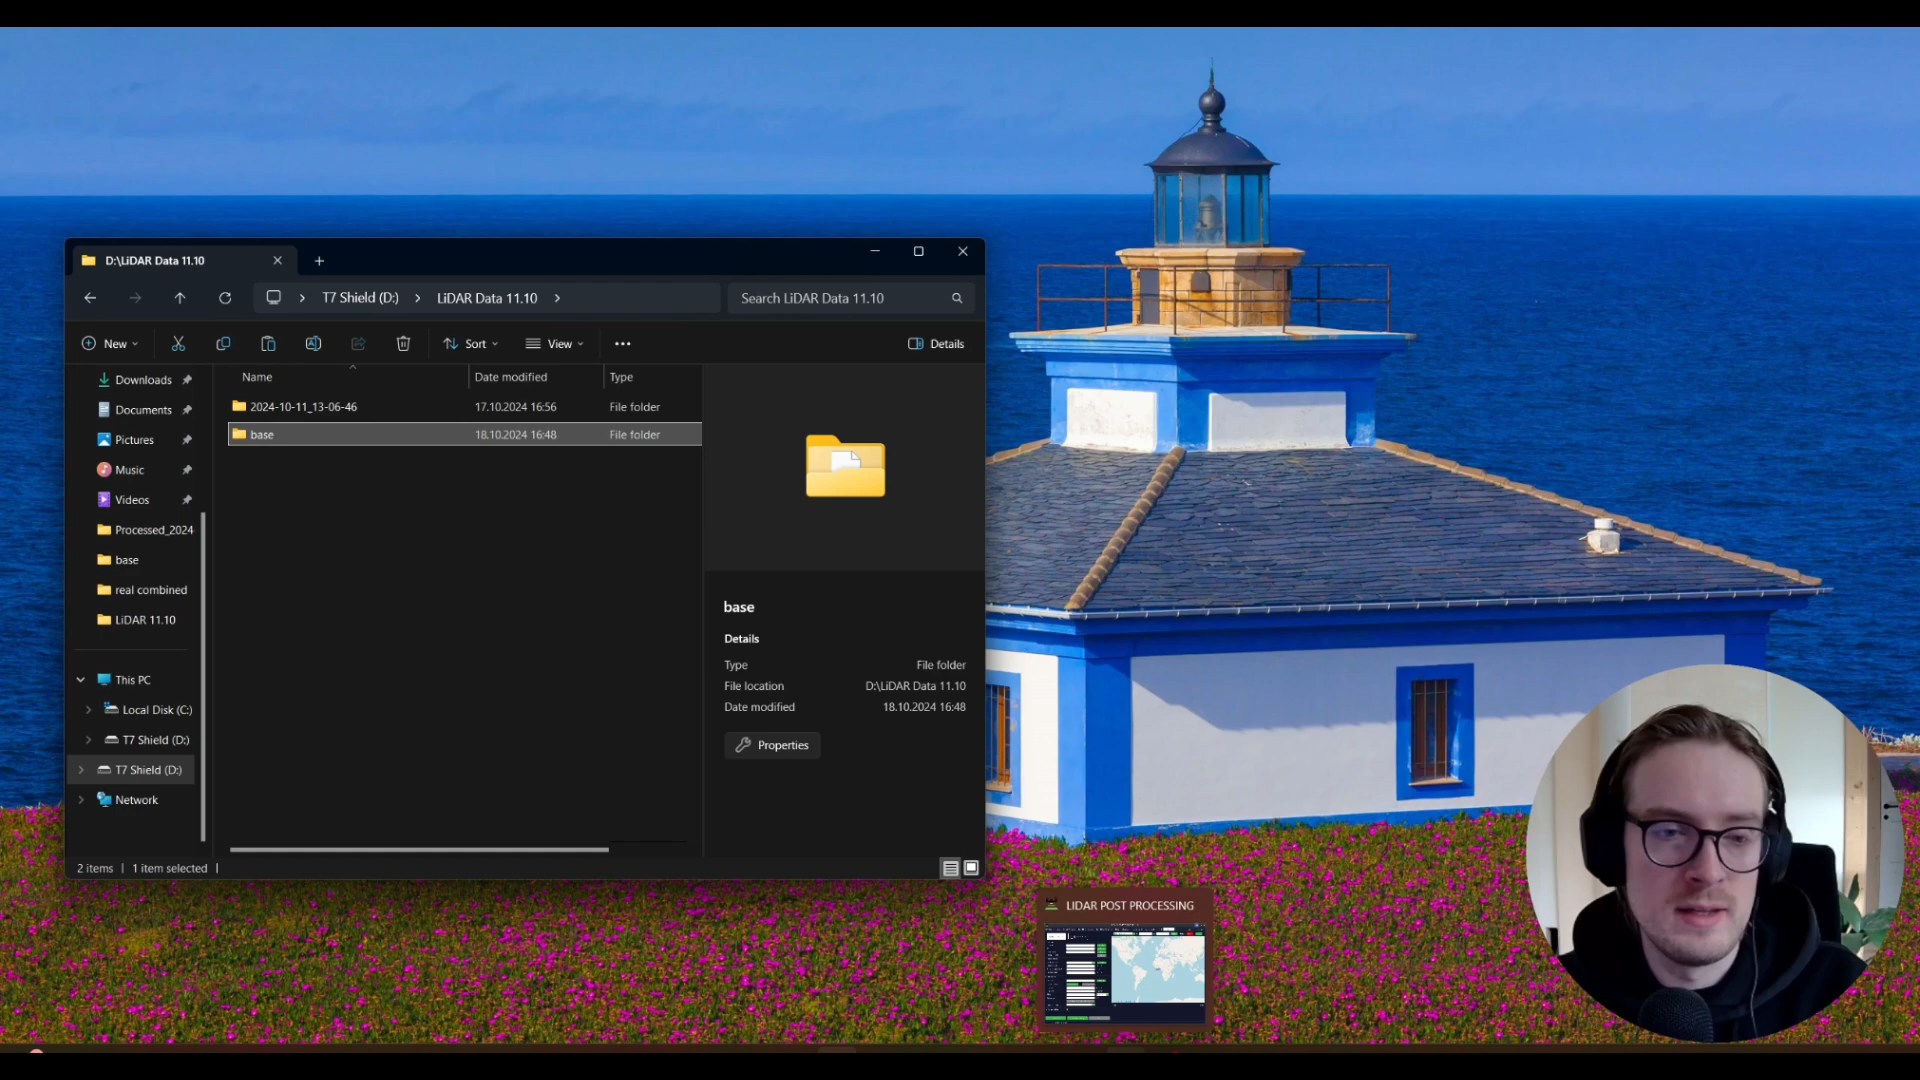 D:\LiDAR Data 11.10
T7 Shield (D:)
LiDAR Data 11.10
Search LiDAR Data 11.10
New
Sort
View
Details
Downloads
Documents
Pictures
Music
Videos
Processed_2024
base
real combined
LiDAR 11.10
This PC
Local Disk (C:)
T7 Shield (D:)
T7 Shield (D:)
Network
Name Date modified Type
2024-10-11_13-06-46 17.10.2024 16:56 File folder
base 18.10.2024 16:48 File folder
base
Details
Type File folder
File location D:\LiDAR Data 11.10
Date modified 18.10.2024 16:48
Properties
2 items | 1 item selected |
LIDAR POST PROCESSING